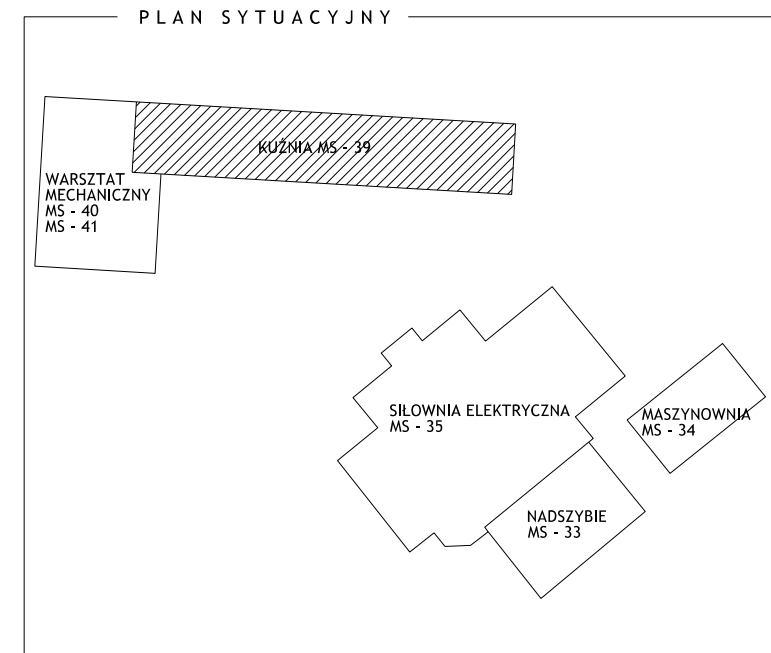 PLAN SYTUACYJNY
KUŹNIA MS - 39
WARSZTAT
MECHANICZNY
MS - 40
MS - 41
SIŁOWNIA ELEKTRYCZNA
MS - 35
MASZYNOWNIA
MS - 34
NADSZYBIE
MS - 33